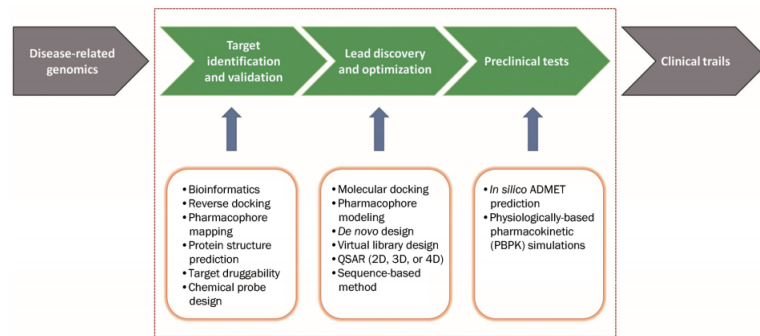 Disease-related
genomics
Target
identification
and validation
Lead discovery
and optimization
Preclinical tests
Clinical trails
•Bioinformatics
•Reverse docking
•Pharmacophore
mapping
•Protein structure
prediction
•Target druggability
•Chemical probe
design
•Molecular docking
•Pharmacophore
modeling
•De novo design
•Virtual library design
•QSAR (2D, 3D, or 4D)
•Sequence-based
method
•In silico ADMET
prediction
•Physiologically-based
pharmacokinetic
(PBPK) simulations